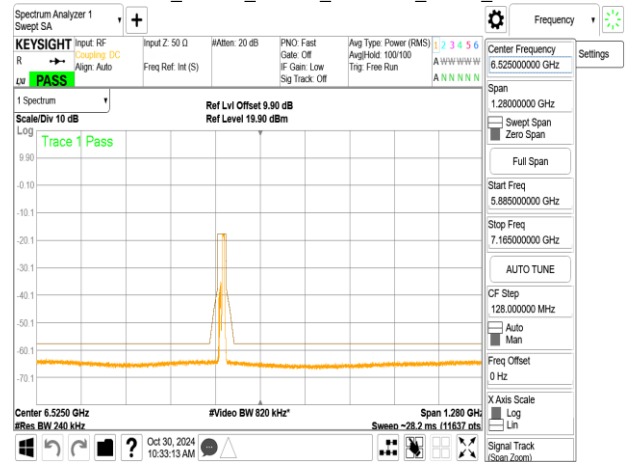 Spectrum Analyzer 1
Swept SA
Frequency
KEYSIGHT
R
LXI
PASS
Input: RF
Coupling: DC
Align: Auto
Input Z: 50 Ω
Freq Ref: Int (S)
#Atten: 20 dB
PNO: Fast
Gate: Off
IF Gain: Low
Sig Track: Off
Avg Type: Power (RMS)
Avg|Hold: 100/100
Trig: Free Run
1 2 3 4 5 6
A W W W W W
A N N N N N
Settings
1 Spectrum
Scale/Div 10 dB
Ref Lvl Offset 9.90 dB
Ref Level 19.90 dBm
Log
Trace 1 Pass
9.90
-0.10
-10.1
-20.1
-30.1
-40.1
-50.1
-60.1
-70.1
Center 6.5250 GHz
#Res BW 240 kHz
#Video BW 820 kHz*
Span 1.280 GHz
Sweep ~28.2 ms (11637 pts)
Oct 30, 2024
10:33:13 AM
Center Frequency
6.525000000 GHz
Span
1.28000000 GHz
Swept Span
Zero Span
Full Span
Start Freq
5.885000000 GHz
Stop Freq
7.165000000 GHz
AUTO TUNE
CF Step
128.000000 MHz
Auto
Man
Freq Offset
0 Hz
X Axis Scale
Log
Lin
Signal Track
(Span Zoom)